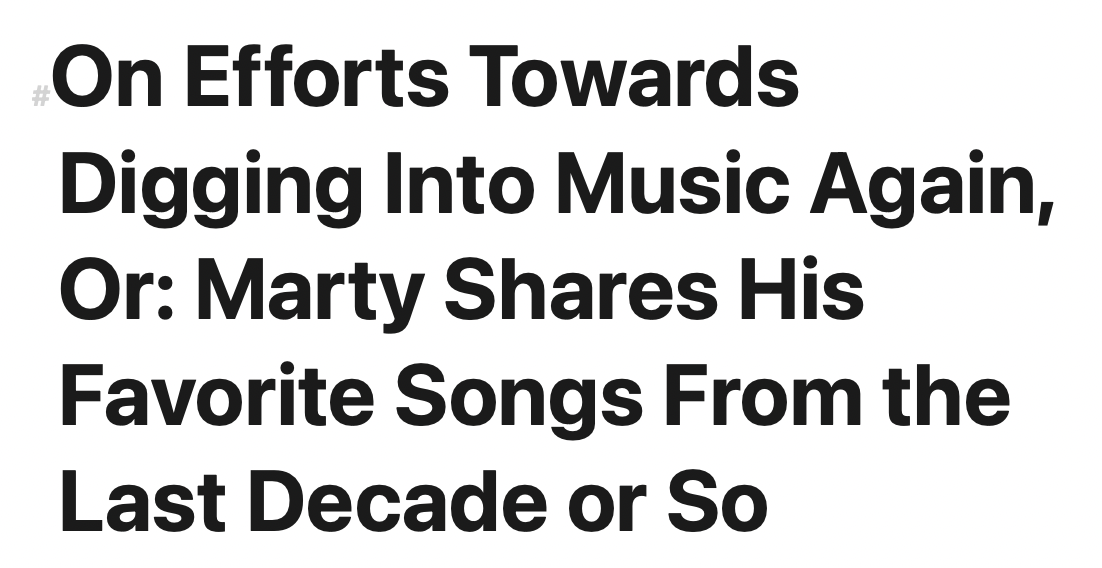 #On Efforts Towards
Digging Into Music Again,
Or: Marty Shares His
Favorite Songs From the
Last Decade or So